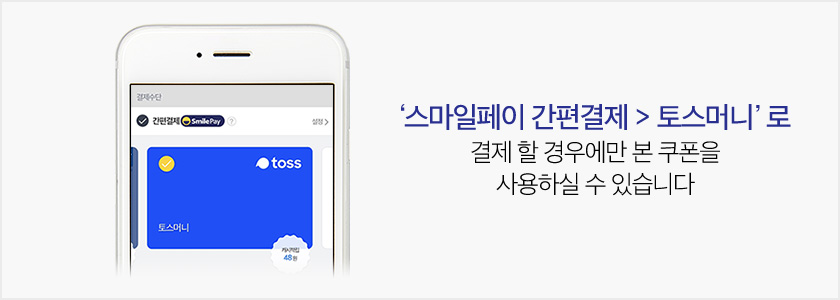 결제수단
간편결제 Smile Pay ? 설정 >
toss
토스머니
캐시적립
48원
‘스마일페이 간편결제 > 토스머니’ 로
결제 할 경우에만 본 쿠폰을
사용하실 수 있습니다